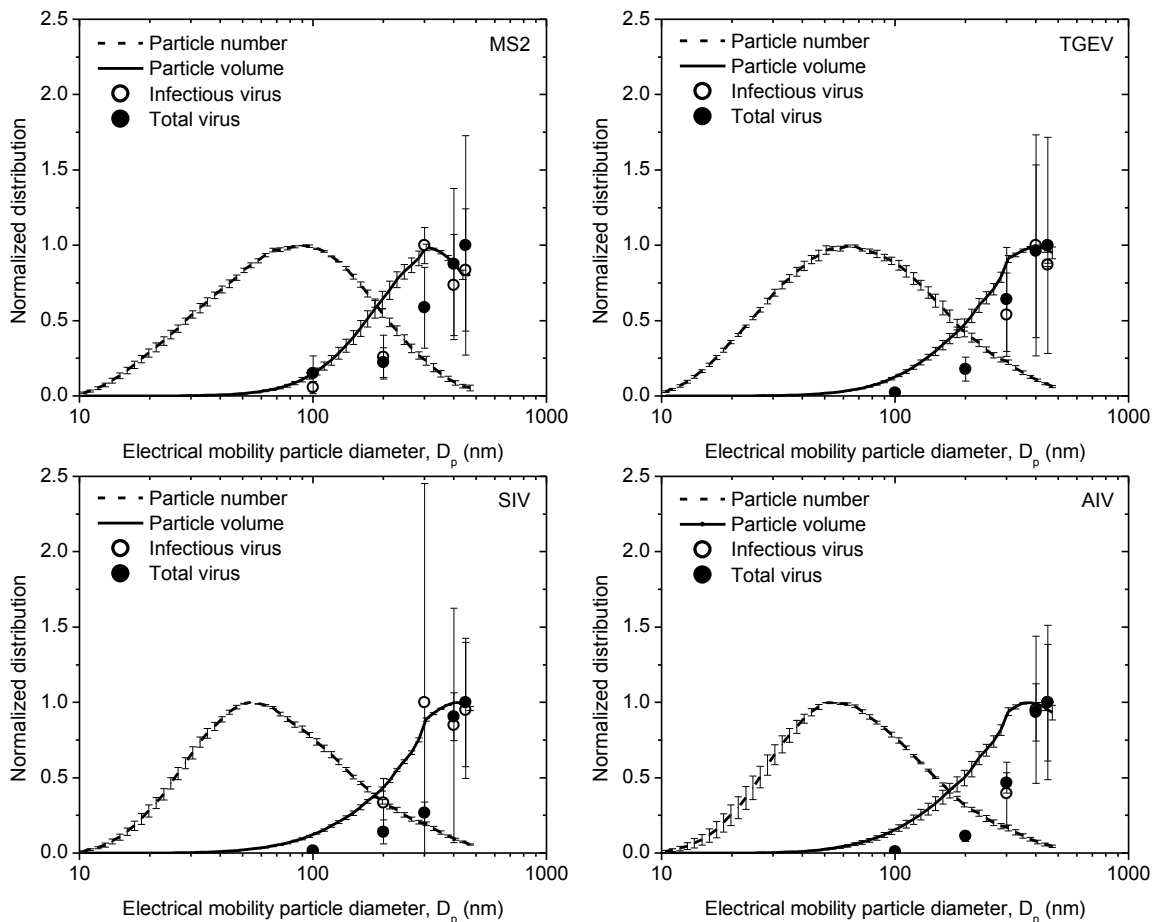 MS2
Particle number
Particle volume
Infectious virus
Total virus
Normalized distribution
2.5
2.0
1.5
1.0
0.5
0.0
10
100
1000
Electrical mobility particle diameter, D_p (nm)
TGEV
Particle number
Particle volume
Infectious virus
Total virus
Normalized distribution
2.5
2.0
1.5
1.0
0.5
0.0
10
100
1000
Electrical mobility particle diameter, D_p (nm)
SIV
Particle number
Particle volume
Infectious virus
Total virus
Normalized distribution
2.5
2.0
1.5
1.0
0.5
0.0
10
100
1000
Electrical mobility particle diameter, D_p (nm)
AIV
Particle number
Particle volume
Infectious virus
Total virus
Normalized distribution
2.5
2.0
1.5
1.0
0.5
0.0
10
100
1000
Electrical mobility particle diameter, D_p (nm)